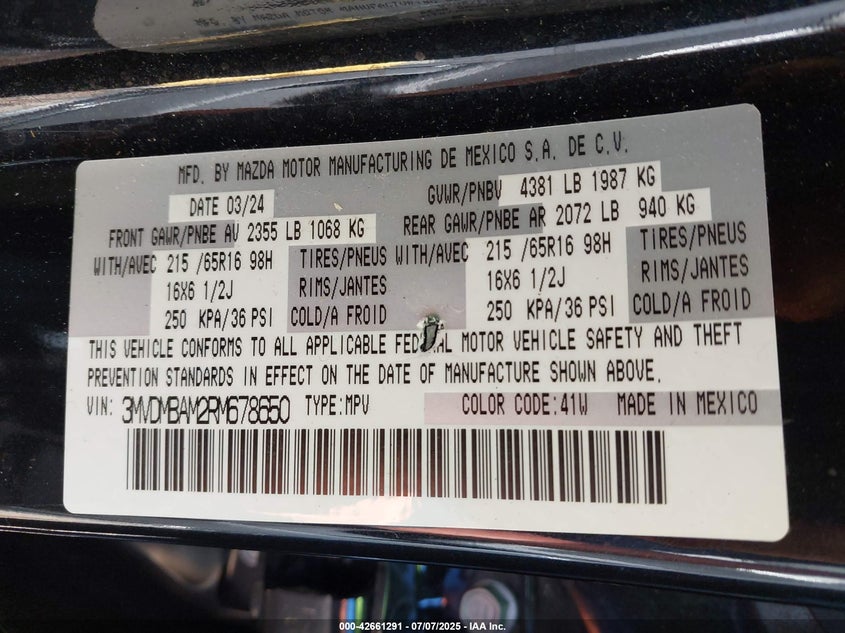 MFD. BY MAZDA MOTOR MANUFACTURING DE MEXICO S.A. DE C.V.
DATE 03/24 GVWR/PNBV 4381 LB 1987 KG
FRONT GAWR/PNBE AV 2355 LB 1068 KG REAR GAWR/PNBE AR 2072 LB 940 KG
WITH/AVEC 215 /65R16 98H TIRES/PNEUS WITH/AVEC 215 /65R16 98H TIRES/PNEUS
16X6 1/2J RIMS/JANTES 16X6 1/2J RIMS/JANTES
250 KPA/36 PSI COLD/A FROID 250 KPA/36 PSI COLD/A FROID
THIS VEHICLE CONFORMS TO ALL APPLICABLE FEDERAL MOTOR VEHICLE SAFETY AND THEFT
PREVENTION STANDARDS IN EFFECT ON THE DATE OF MANUFACTURE SHOWN ABOVE.
VIN: 3MVDMBAM2RM678650 TYPE:MPV COLOR CODE:41W MADE IN MEXICO
000-42661291 - 07/07/2025 - IAA Inc.